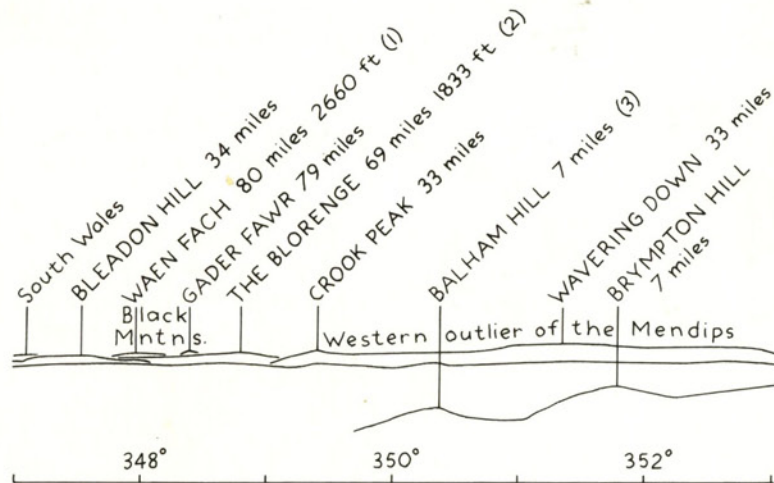 South Wales
BLEADON HILL 34 miles
WAEN FACH 80 miles 2660 ft (1)
GADER FAWR 79 miles
THE BLORENGE 69 miles 1833 ft (2)
CROOK PEAK 33 miles
BALHAM HILL 7 miles (3)
WAVERING DOWN 33 miles
BRYMPTON HILL
7 miles
Black
Mntns.
Western outlier of the Mendips
348° 350° 352°